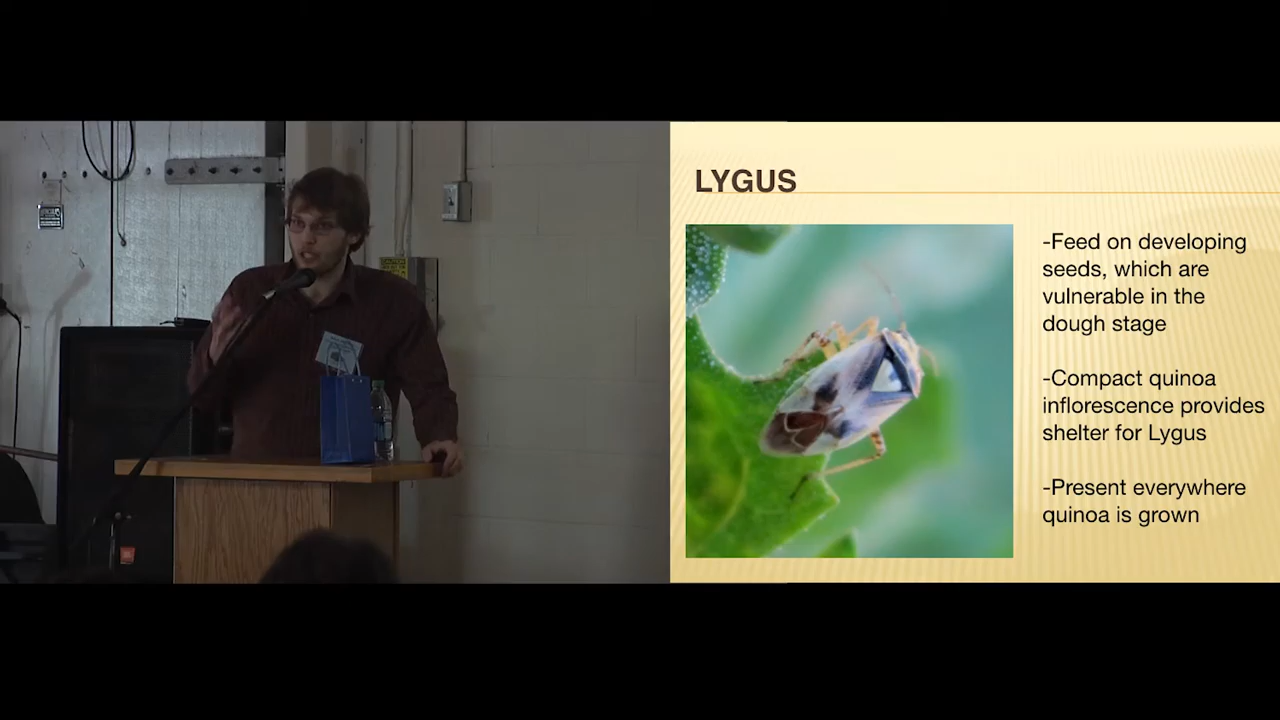 LYGUS
-Feed on developing
seeds, which are
vulnerable in the
dough stage
-Compact quinoa
inflorescence provides
shelter for Lygus
-Present everywhere
quinoa is grown